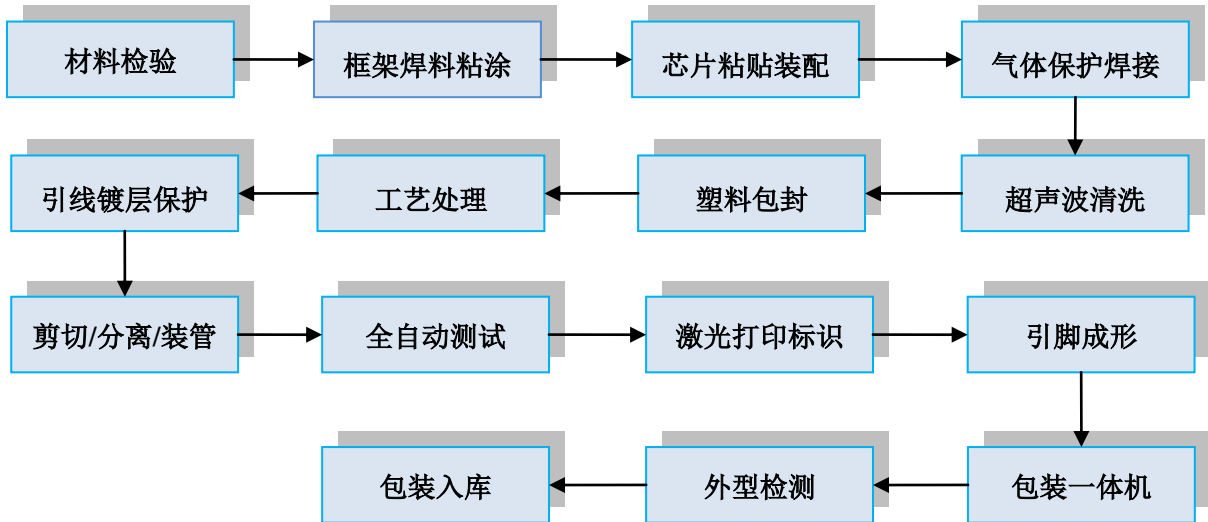 材料检验
框架焊料粘涂
芯片粘贴装配
气体保护焊接
超声波清洗
塑料包封
工艺处理
引线镀层保护
剪切/分离/装管
全自动测试
激光打印标识
引脚成形
包装一体机
外型检测
包装入库